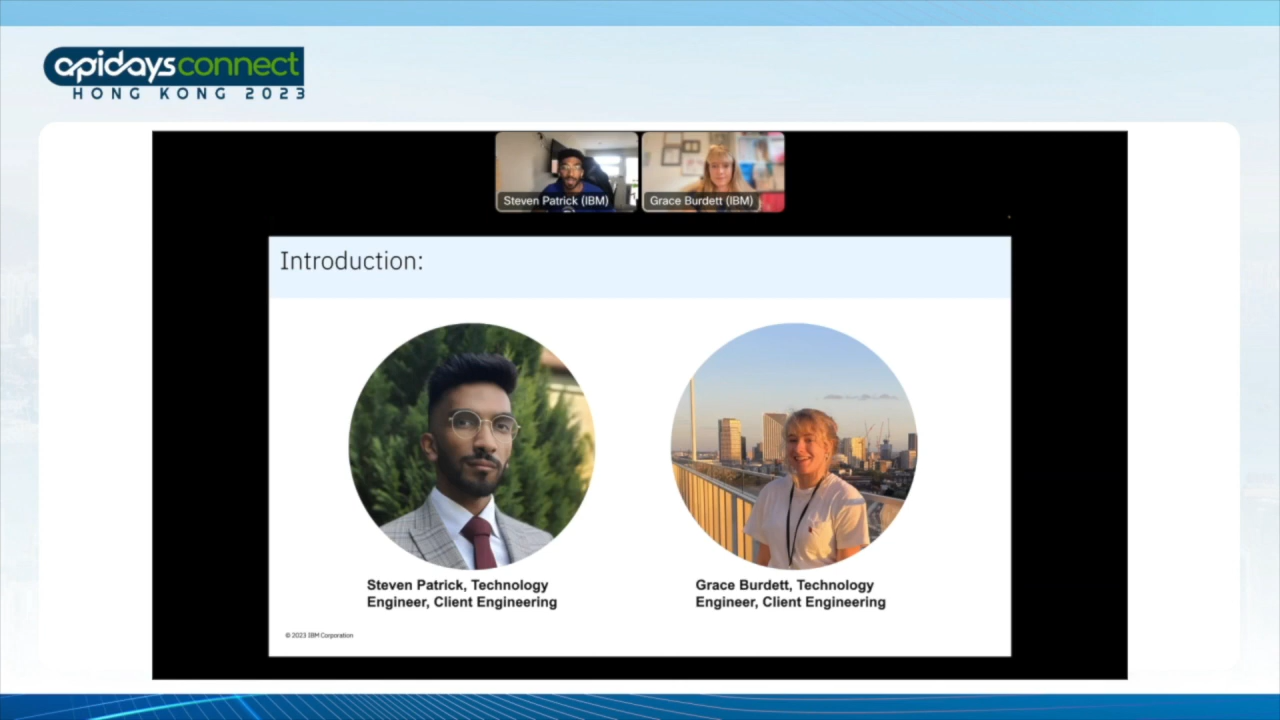 apidays connect
HONG KONG 2023
Steven Patrick (IBM)
Grace Burdett (IBM)
Introduction:
Steven Patrick, Technology
Engineer, Client Engineering
Grace Burdett, Technology
Engineer, Client Engineering
© 2023 IBM Corporation